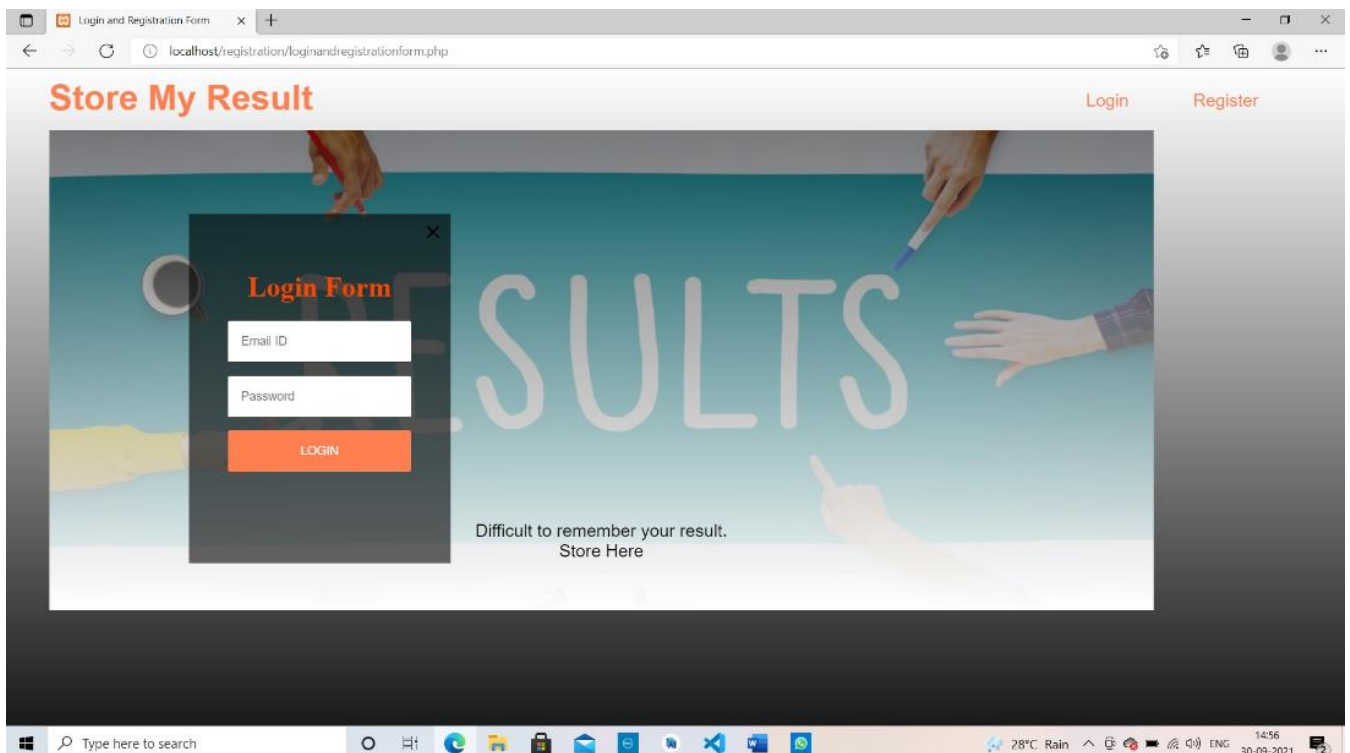 Login and Registration Form
localhost/registration/loginandregistrationform.php
Store My Result
Login
Register
RESULTS
Login Form
Email ID
Password
LOGIN
Difficult to remember your result.
Store Here
Type here to search
28°C Rain
ENG
14:56
30-09-2021